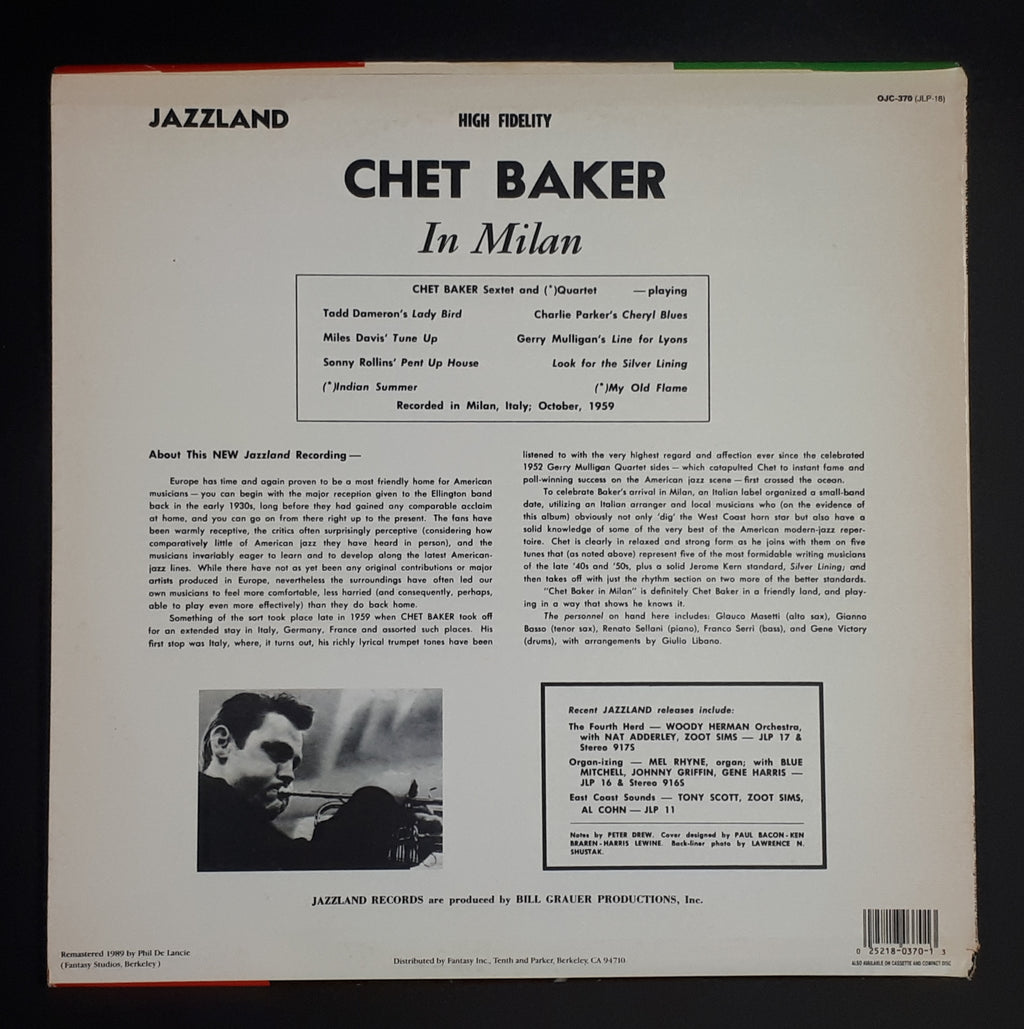 OJC-370 (JLP-18)
JAZZLAND
HIGH FIDELITY
CHET BAKER
In Milan
CHET BAKER Sextet and (*)Quartet — playing
Tadd Dameron's Lady Bird
Charlie Parker's Cheryl Blues
Miles Davis' Tune Up
Gerry Mulligan's Line for Lyons
Sonny Rollins' Pent Up House
Look for the Silver Lining
(*)Indian Summer
(*)My Old Flame
Recorded in Milan, Italy; October, 1959
About This NEW Jazzland Recording —
Europe has time and again proven to be a most friendly home for American
musicians — you can begin with the major reception given to the Ellington band
back in the early 1930s, long before they had gained any comparable acclaim
at home, and you can go on from there right up to the present. The fans have
been warmly receptive, the critics often surprisingly perceptive (considering how
comparatively little of American jazz they have heard in person), and the
musicians invariably eager to learn and to develop along the latest American-
jazz lines. While there have not as yet been any original contributions or major
artists produced in Europe, nevertheless the surroundings have often led our
own musicians to feel more comfortable, less harried (and consequently, perhaps,
able to play even more effectively) than they do back home.
Something of the sort took place late in 1959 when CHET BAKER took off
for an extended stay in Italy, Germany, France and assorted such places. His
first stop was Italy, where, it turns out, his richly lyrical trumpet tones have been
listened to with the very highest regard and affection ever since the celebrated
1952 Gerry Mulligan Quartet sides — which catapulted Chet to instant fame and
poll-winning success on the American jazz scene — first crossed the ocean.
To celebrate Baker's arrival in Milan, an Italian label organized a small-band
date, utilizing an Italian arranger and local musicians who (on the evidence of
this album) obviously not only 'dig' the West Coast horn star but also have a
solid knowledge of some of the very best of the American modern-jazz reper-
toire. Chet is clearly in relaxed and strong form as he joins with them on five
tunes that (as noted above) represent five of the most formidable writing musicians
of the late '40s and '50s, plus a solid Jerome Kern standard, Silver Lining; and
then takes off with just the rhythm section on two more of the better standards.
"Chet Baker in Milan" is definitely Chet Baker in a friendly land, and play-
ing in a way that shows he knows it.
The personnel on hand here includes: Glauco Masetti (alto sax), Gianno
Basso (tenor sax), Renato Sellani (piano), Franco Serri (bass), and Gene Victory
(drums), with arrangements by Giulio Libano.
Recent JAZZLAND releases include:
The Fourth Herd — WOODY HERMAN Orchestra,
with NAT ADDERLEY, ZOOT SIMS — JLP 17 &
Stereo 917S
Organ-izing — MEL RHYNE, organ; with BLUE
MITCHELL, JOHNNY GRIFFIN, GENE HARRIS —
JLP 16 & Stereo 916S
East Coast Sounds — TONY SCOTT, ZOOT SIMS,
AL COHN — JLP 11
Notes by PETER DREW. Cover designed by PAUL BACON-KEN
BRAREN-HARRIS LEWINE. Back-liner photo by LAWRENCE N.
SHUSTAK.
JAZZLAND RECORDS are produced by BILL GRAUER PRODUCTIONS, Inc.
Remastered 1989 by Phil De Lancie
(Fantasy Studios, Berkeley)
Distributed by Fantasy Inc., Tenth and Parker, Berkeley, CA 94710
0 25218-0370-1 3
ALSO AVAILABLE ON CASSETTE AND COMPACT DISC